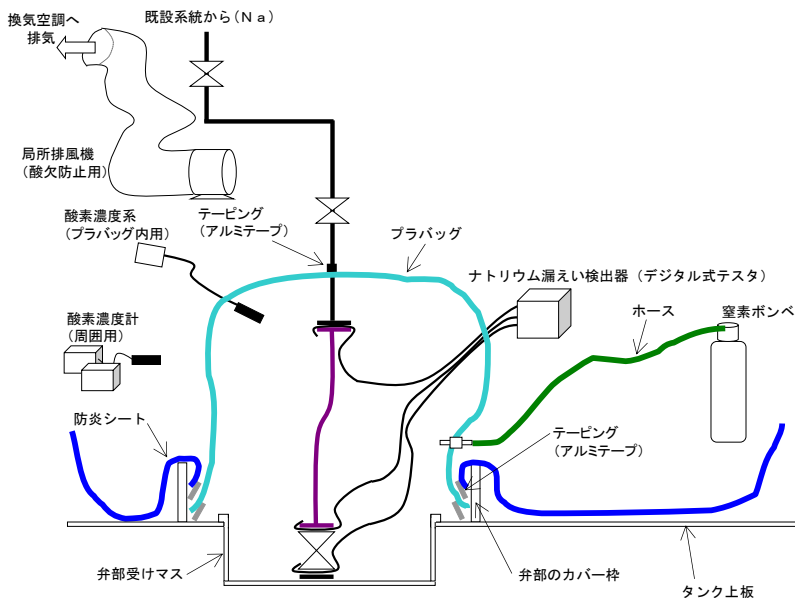 換気空調へ
排気
既設系統から(Ｎａ)
局所排風機
(酸欠防止用)
酸素濃度系
(プラバッグ内用)
テーピング
(アルミテープ)
プラバッグ
ナトリウム漏えい検出器（デジタル式テスタ）
ホース
窒素ボンベ
酸素濃度計
(周囲用)
防炎シート
テーピング
(アルミテープ)
弁部受けマス
弁部のカバー枠
タンク上板